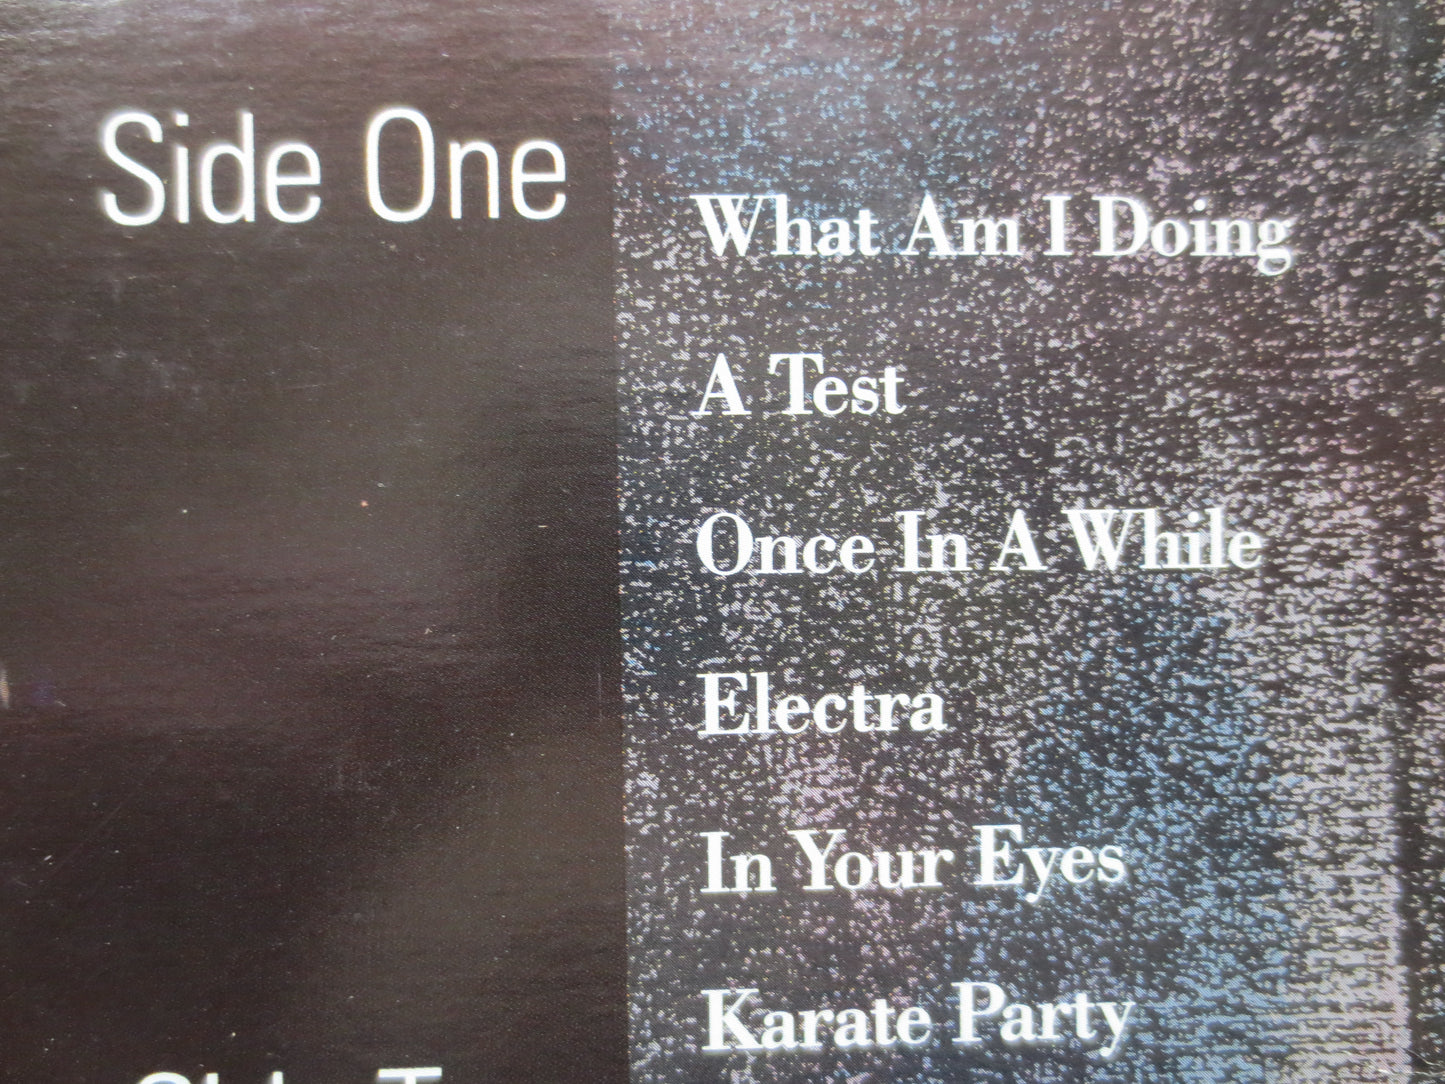 Side One
What Am I Doing
A Test
Once In A While
Electra
In Your Eyes
Karate Party